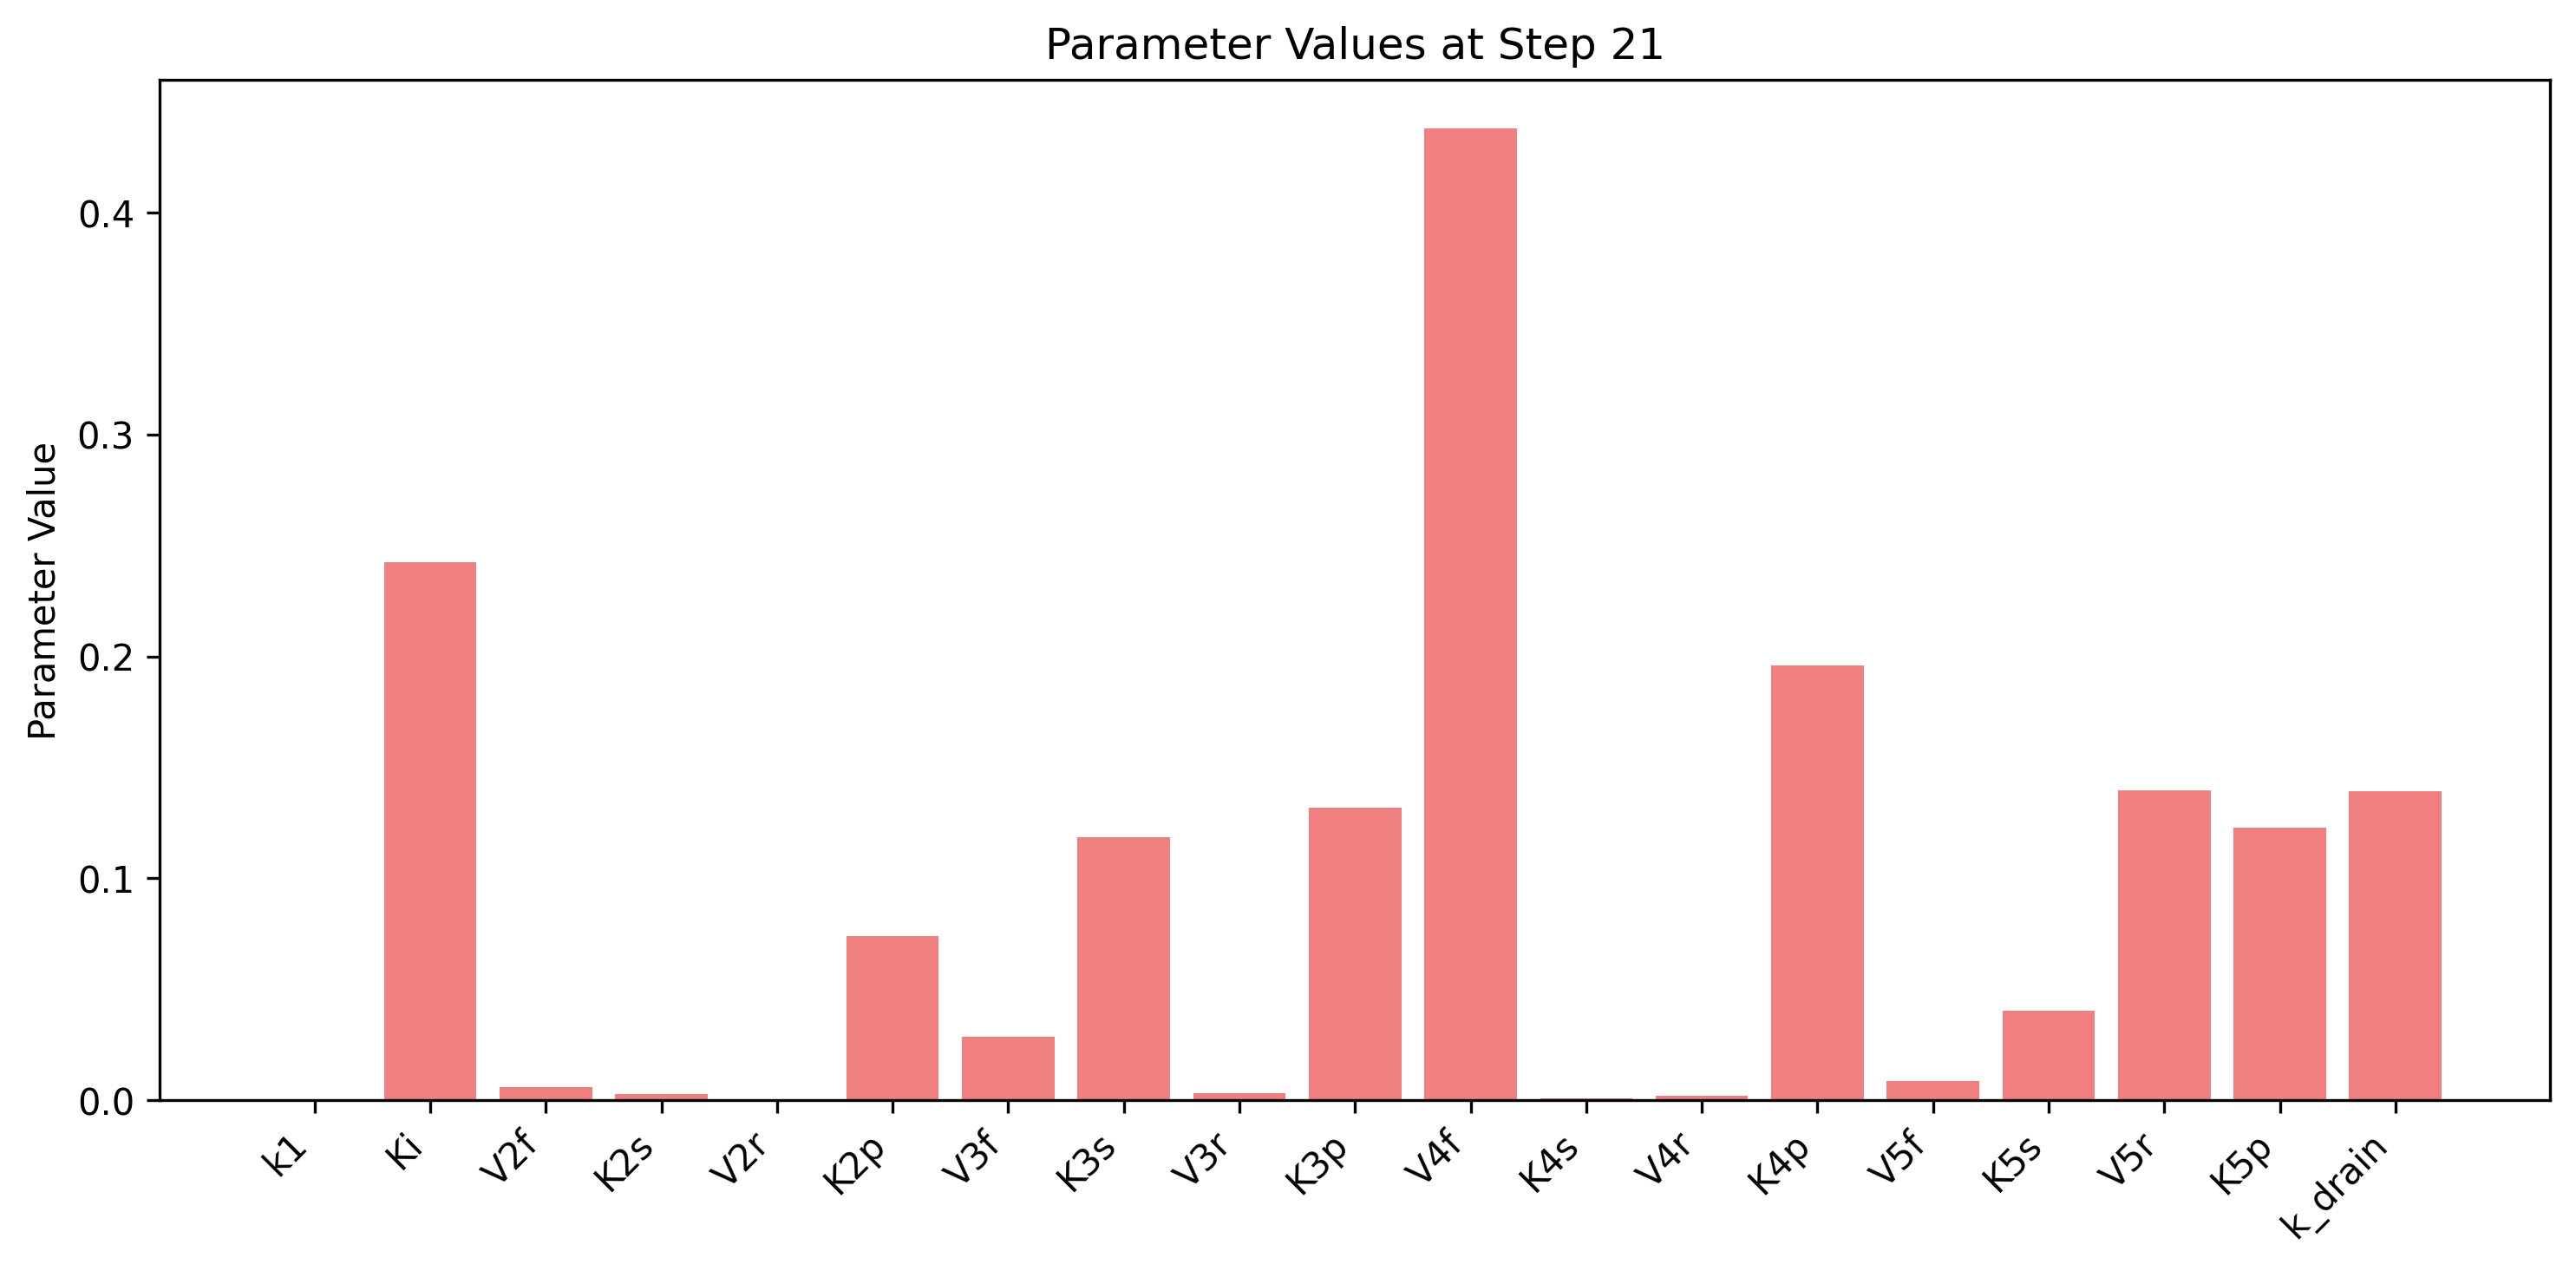 Parameter Values at Step 21
Parameter Value
0.4
0.3
0.2
0.1
0.0
k1
Ki
V2f
K2s
V2r
K2p
V3f
K3s
V3r
K3p
V4f
K4s
V4r
K4p
V5f
K5s
V5r
K5p
k_drain